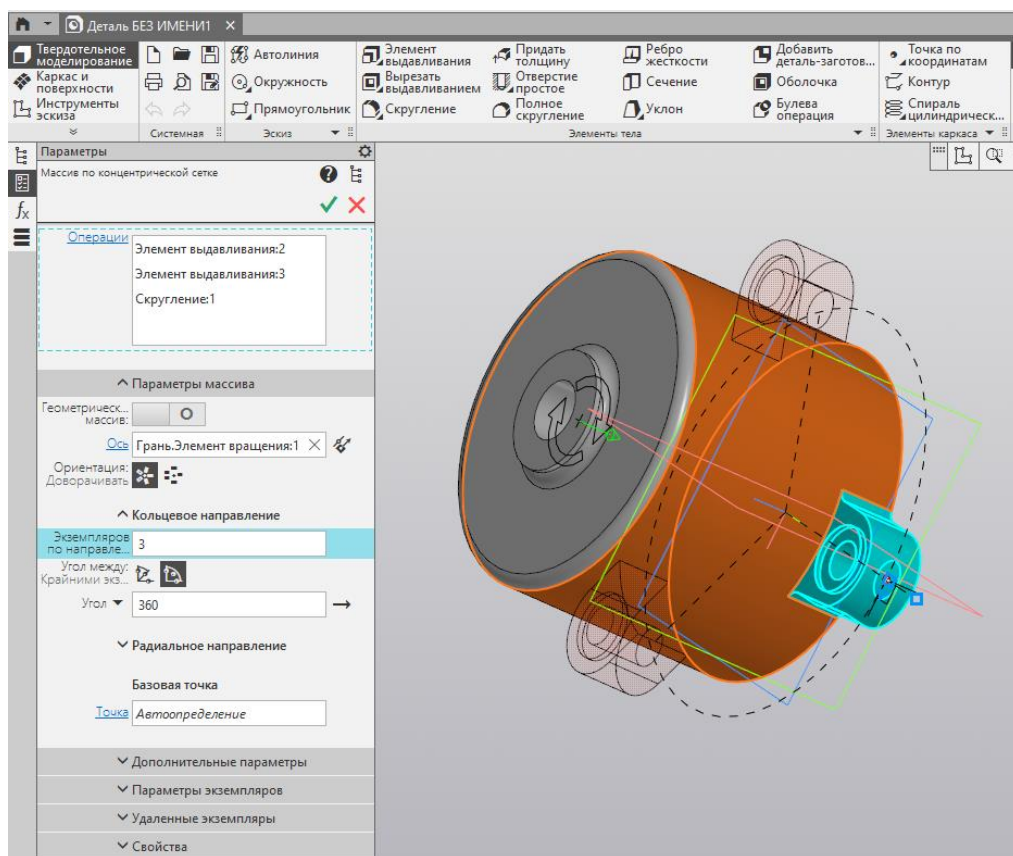 Деталь БЕЗ ИМЕНИ1
Твердотельное
моделирование
Каркас и
поверхности
Инструменты
эскиза
Системная
Автолиния
Окружность
Прямоугольник
Эскиз
Элемент
выдавливания
Вырезать
выдавливанием
Скругление
Придать
толщину
Отверстие
простое
Полное
скругление
Ребро
жесткости
Сечение
Уклон
Добавить
деталь-заготов...
Оболочка
Булева
операция
Элементы тела
Точка по
координатам
Контур
Спираль
цилиндрическ...
Элементы каркаса
Параметры
Массив по концентрической сетке
Операции
Элемент выдавливания:2
Элемент выдавливания:3
Скругление:1
Параметры массива
Геометрическ...
массив:
Ось Грань.Элемент вращения:1
Ориентация:
Доворачивать
Кольцевое направление
Экземпляров
по направле... 3
Угол между:
Крайними экз...
Угол 360
Радиальное направление
Базовая точка
Точка Автоопределение
Дополнительные параметры
Параметры экземпляров
Удаленные экземпляры
Свойства